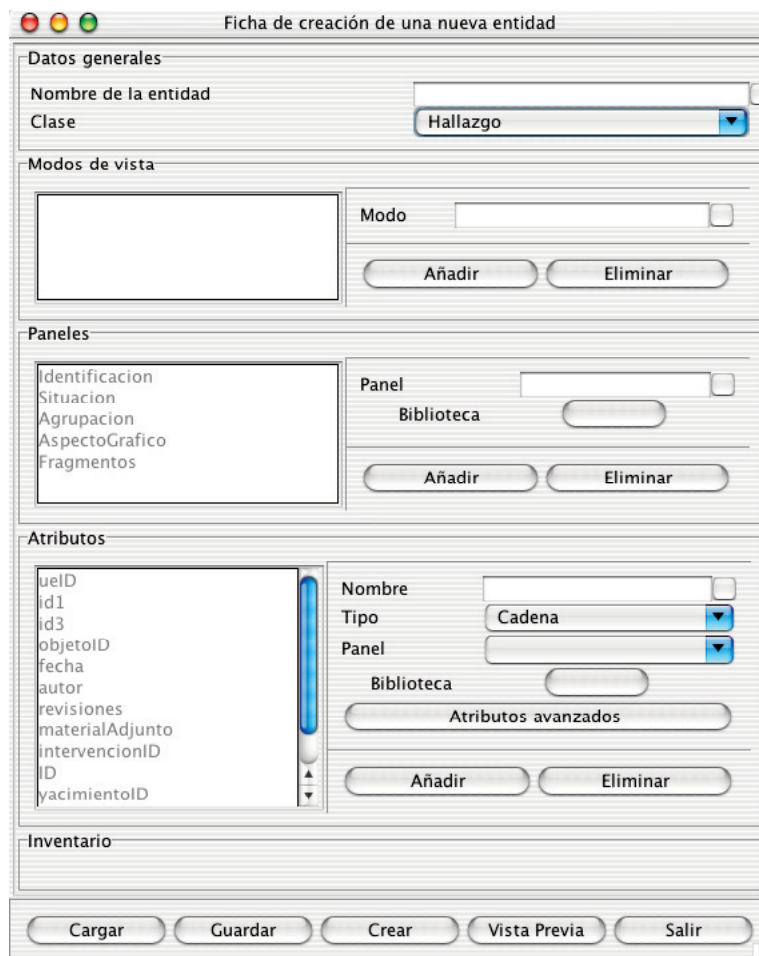 Ficha de creación de una nueva entidad
Datos generales
Nombre de la entidad
Clase Hallazgo
Modos de vista
Modo
Añadir Eliminar
Paneles
Identificacion
Situacion
Agrupacion
AspectoGrafico
Fragmentos
Panel
Biblioteca
Añadir Eliminar
Atributos
ueID
id1
id3
objetoID
fecha
autor
revisiones
materialAdjunto
intervencionID
ID
yacimientoID
Nombre
Tipo Cadena
Panel
Biblioteca
Atributos avanzados
Añadir Eliminar
Inventario
Cargar Guardar Crear Vista Previa Salir